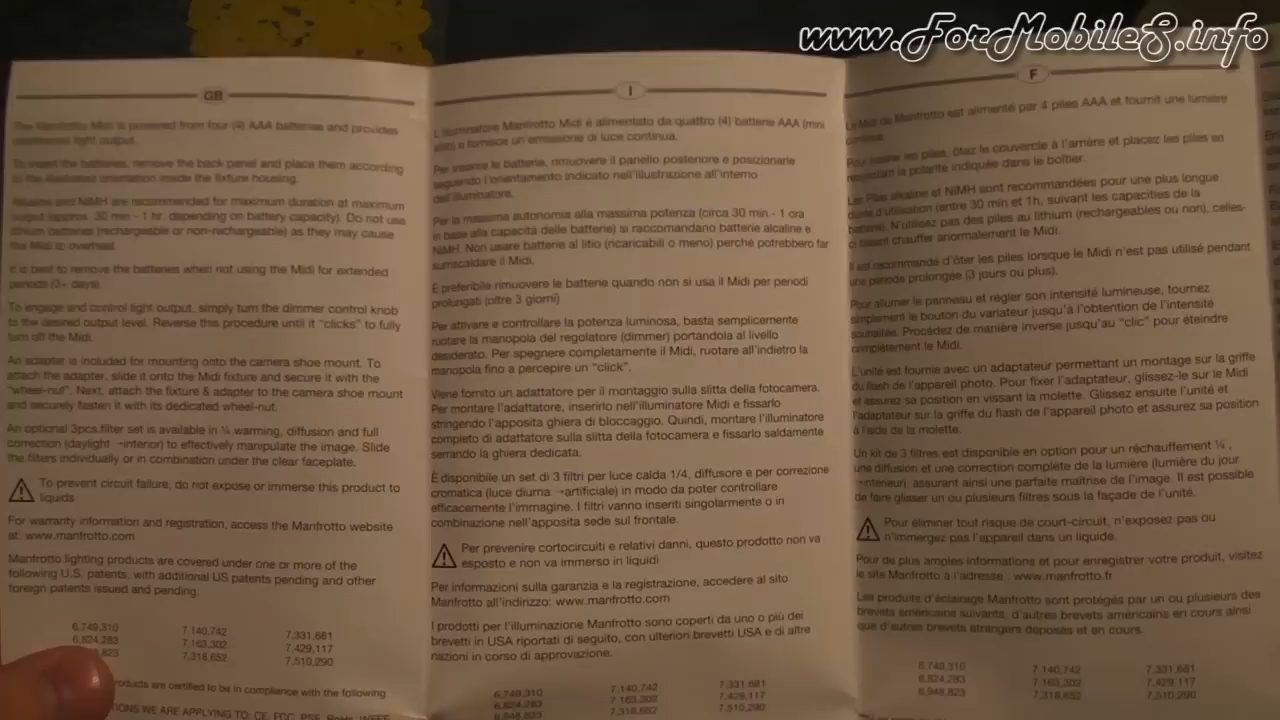 www.ForMobileS.info
GB
The Manfrotto Midi is powered from four (4) AAA batteries and provides
light output.
To insert the batteries, remove the back panel and place them according
to the illustrated orientation inside the fixture housing.
Alkaline and NiMH are recommended for maximum duration at maximum
output (approx. 30 min - 1 hr. depending on battery capacity). Do not use
lithium batteries (rechargeable or non-rechargeable) as they may cause
the Midi to overheat.
It is best to remove the batteries when not using the Midi for extended
periods (3+ days).
To engage and control light output, simply turn the dimmer control knob
to the desired output level. Reverse this procedure until it “clicks” to fully
turn off the Midi.
An adapter is included for mounting onto the camera shoe mount. To
attach the adapter, slide it onto the Midi fixture and secure it with the
“wheel-nut”. Next, attach the fixture & adapter to the camera shoe mount
and securely fasten it with its dedicated wheel-nut.
An optional 3pcs.filter set is available in ¼ warming, diffusion and full
correction (daylight →interior) to effectively manipulate the image. Slide
the filters individually or in combination under the clear faceplate.
To prevent circuit failure, do not expose or immerse this product to
liquids
For warranty information and registration, access the Manfrotto website
at: www.manfrotto.com
Manfrotto lighting products are covered under one or more of the
following U.S. patents, with additional US patents pending and other
foreign patents issued and pending.
6,749,310 7,140,742 7,331,681
6,824,283 7,163,302 7,429,117
823 7,318,652 7,510,290
roducts are certified to be in compliance with the following
TIONS WE ARE APPLYING TO: CE, FCC, PSE, RoHs, WEEE
I
L'illuminatore Manfrotto Midi è alimentato da quattro (4) batterie AAA (mini
stilo) e fornisce un'emissione di luce continua.
Per inserire le batterie, rimuovere il panello posteriore e posizionarle
seguendo l'orientamento indicato nell'illustrazione all'interno
dell'illuminatore.
Per la massima autonomia alla massima potenza (circa 30 min - 1 ora
in base alla capacità delle batterie) si raccomandano batterie alcaline e
NiMH. Non usare batterie al litio (ricaricabili o meno) perché potrebbero far
surriscaldare il Midi.
È preferibile rimuovere le batterie quando non si usa il Midi per periodi
prolungati (oltre 3 giorni)
Per attivare e controllare la potenza luminosa, basta semplicemente
ruotare la manopola del regolatore (dimmer) portandola al livello
desiderato. Per spegnere completamente il Midi, ruotare all'indietro la
manopola fino a percepire un “click”.
Viene fornito un adattatore per il montaggio sulla slitta della fotocamera.
Per montare l'adattatore, inserirlo nell'illuminatore Midi e fissarlo
stringendo l'apposita ghiera di bloccaggio. Quindi, montare l'illuminatore
completo di adattatore sulla slitta della fotocamera e fissarlo saldamente
serrando la ghiera dedicata.
È disponibile un set di 3 filtri per luce calda 1/4, diffusore e per correzione
cromatica (luce diurna →artificiale) in modo da poter controllare
efficacemente l'immagine. I filtri vanno inseriti singolarmente o in
combinazione nell'apposita sede sul frontale.
Per prevenire cortocircuiti e relativi danni, questo prodotto non va
esposto e non va immerso in liquidi
Per informazioni sulla garanzia e la registrazione, accedere al sito
Manfrotto all'indirizzo: www.manfrotto.com
I prodotti per l'illuminazione Manfrotto sono coperti da uno o più dei
brevetti in USA riportati di seguito, con ulteriori brevetti USA e di altre
nazioni in corso di approvazione.
6,749,310 7,140,742 7,331,681
6,824,283 7,163,302 7,429,117
6,948,823 7,318,652 7,510,290
F
Le Midi de Manfrotto est alimenté par 4 piles AAA et fournit une lumière
continue.
Pour insérer les piles, ôtez le couvercle à l'arrière et placez les piles en
respectant la polarité indiquée dans le boîtier.
Les Piles alkaline et NiMH sont recommandées pour une plus longue
durée d'utilisation (entre 30 min et 1h, suivant les capacités de la
batterie). N'utilisez pas des piles au lithium (rechargeables ou non), celles-
ci faisant chauffer anormalement le Midi.
Il est recommandé d'ôter les piles lorsque le Midi n'est pas utilisé pendant
une périods prolongée (3 jours ou plus).
Pour allumer le panneau et régler son intensité lumineuse, tournez
simplement le bouton du variateur jusqu'à l'obtention de l'intensité
souhaitée. Procédez de manière inverse jusqu'au “clic” pour éteindre
complètement le Midi.
L'unité est fournie avec un adaptateur permettant un montage sur la griffe
du flash de l'appareil photo. Pour fixer l'adaptateur, glissez-le sur le Midi
et assurez sa position en vissant la molette. Glissez ensuite l'unité et
l'adaptateur sur la griffe du flash de l'appareil photo et assurez sa position
à l'aide de la molette.
Un kit de 3 filtres est disponible en option pour un réchauffement ¼ ,
une diffusion et une correction complète de la lumière (lumière du jour
→intérieur), assurant ainsi une parfaite maîtrise de l'image. Il est possible
de faire glisser un ou plusieurs filtres sous la façade de l'unité.
Pour éliminer tout risque de court-circuit, n'exposez pas ou
n'immergez pas l'appareil dans un liquide.
Pour de plus amples informations et pour enregistrer votre produit, visitez
le site Manfrotto à l'adresse : www.manfrotto.fr
Les produits d'éclairage Manfrotto sont protégés par un ou plusieurs des
brevets américains suivants, d'autres brevets américains en cours ainsi
que d'autres brevets étrangers déposés et en cours.
6,749,310 7,140,742 7,331,681
6,824,283 7,163,302 7,429,117
6,948,823 7,318,652 7,510,290